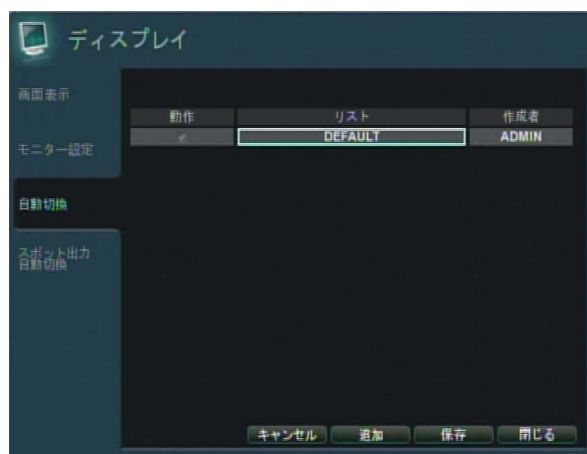 ディスプレイ
画面表示
モニター設定
自動切換
スポット出力
自動切換
動作 リスト 作成者
DEFAULT ADMIN
キャンセル 追加 保存 閉じる